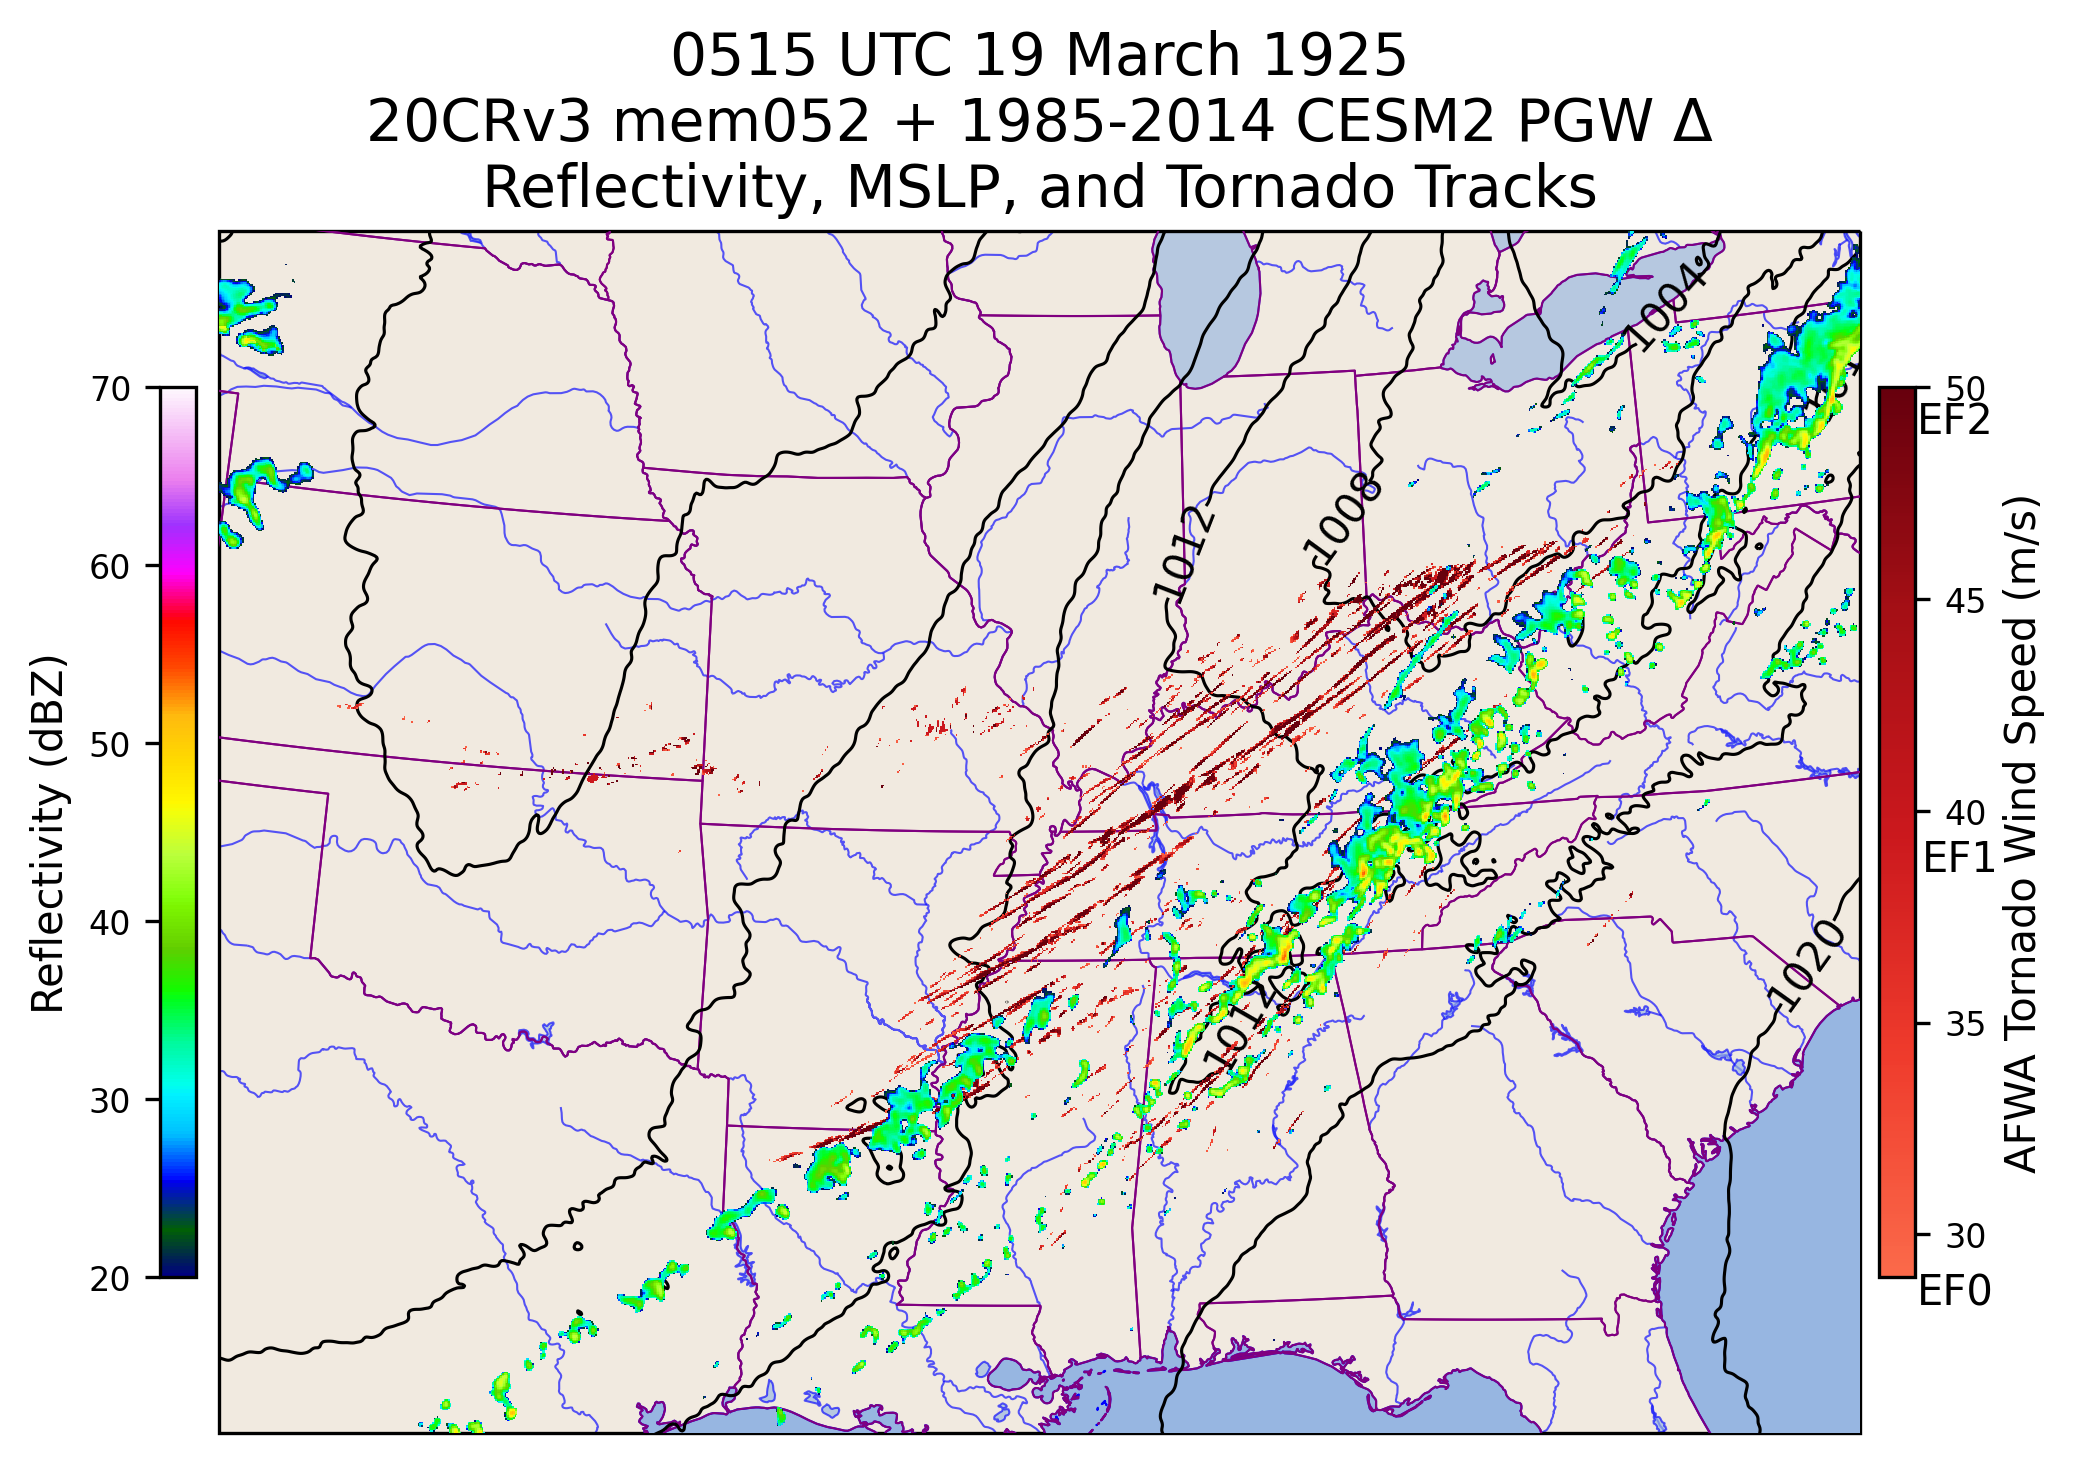 0515 UTC 19 March 1925
20CRv3 mem052 + 1985-2014 CESM2 PGW Δ
Reflectivity, MSLP, and Tornado Tracks
Reflectivity (dBZ)
70
60
50
40
30
20
1004
1008
1012
1012
1020
50
EF2
45
40
EF1
35
30
EF0
AFWA Tornado Wind Speed (m/s)